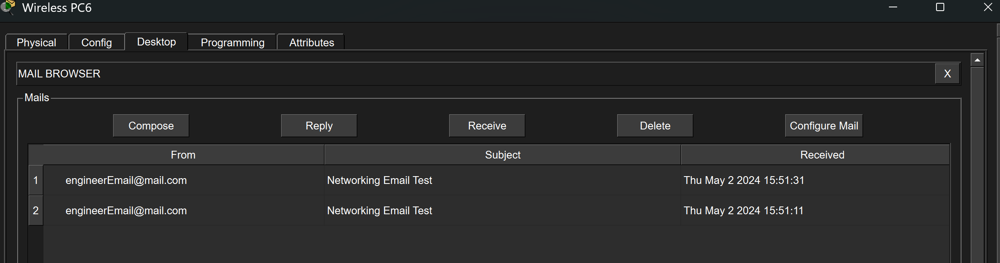 Wireless PC6
Physical Config Desktop Programming Attributes
MAIL BROWSER X
Mails
Compose Reply Receive Delete Configure Mail
From Subject Received
1 engineerEmail@mail.com Networking Email Test Thu May 2 2024 15:51:31
2 engineerEmail@mail.com Networking Email Test Thu May 2 2024 15:51:11